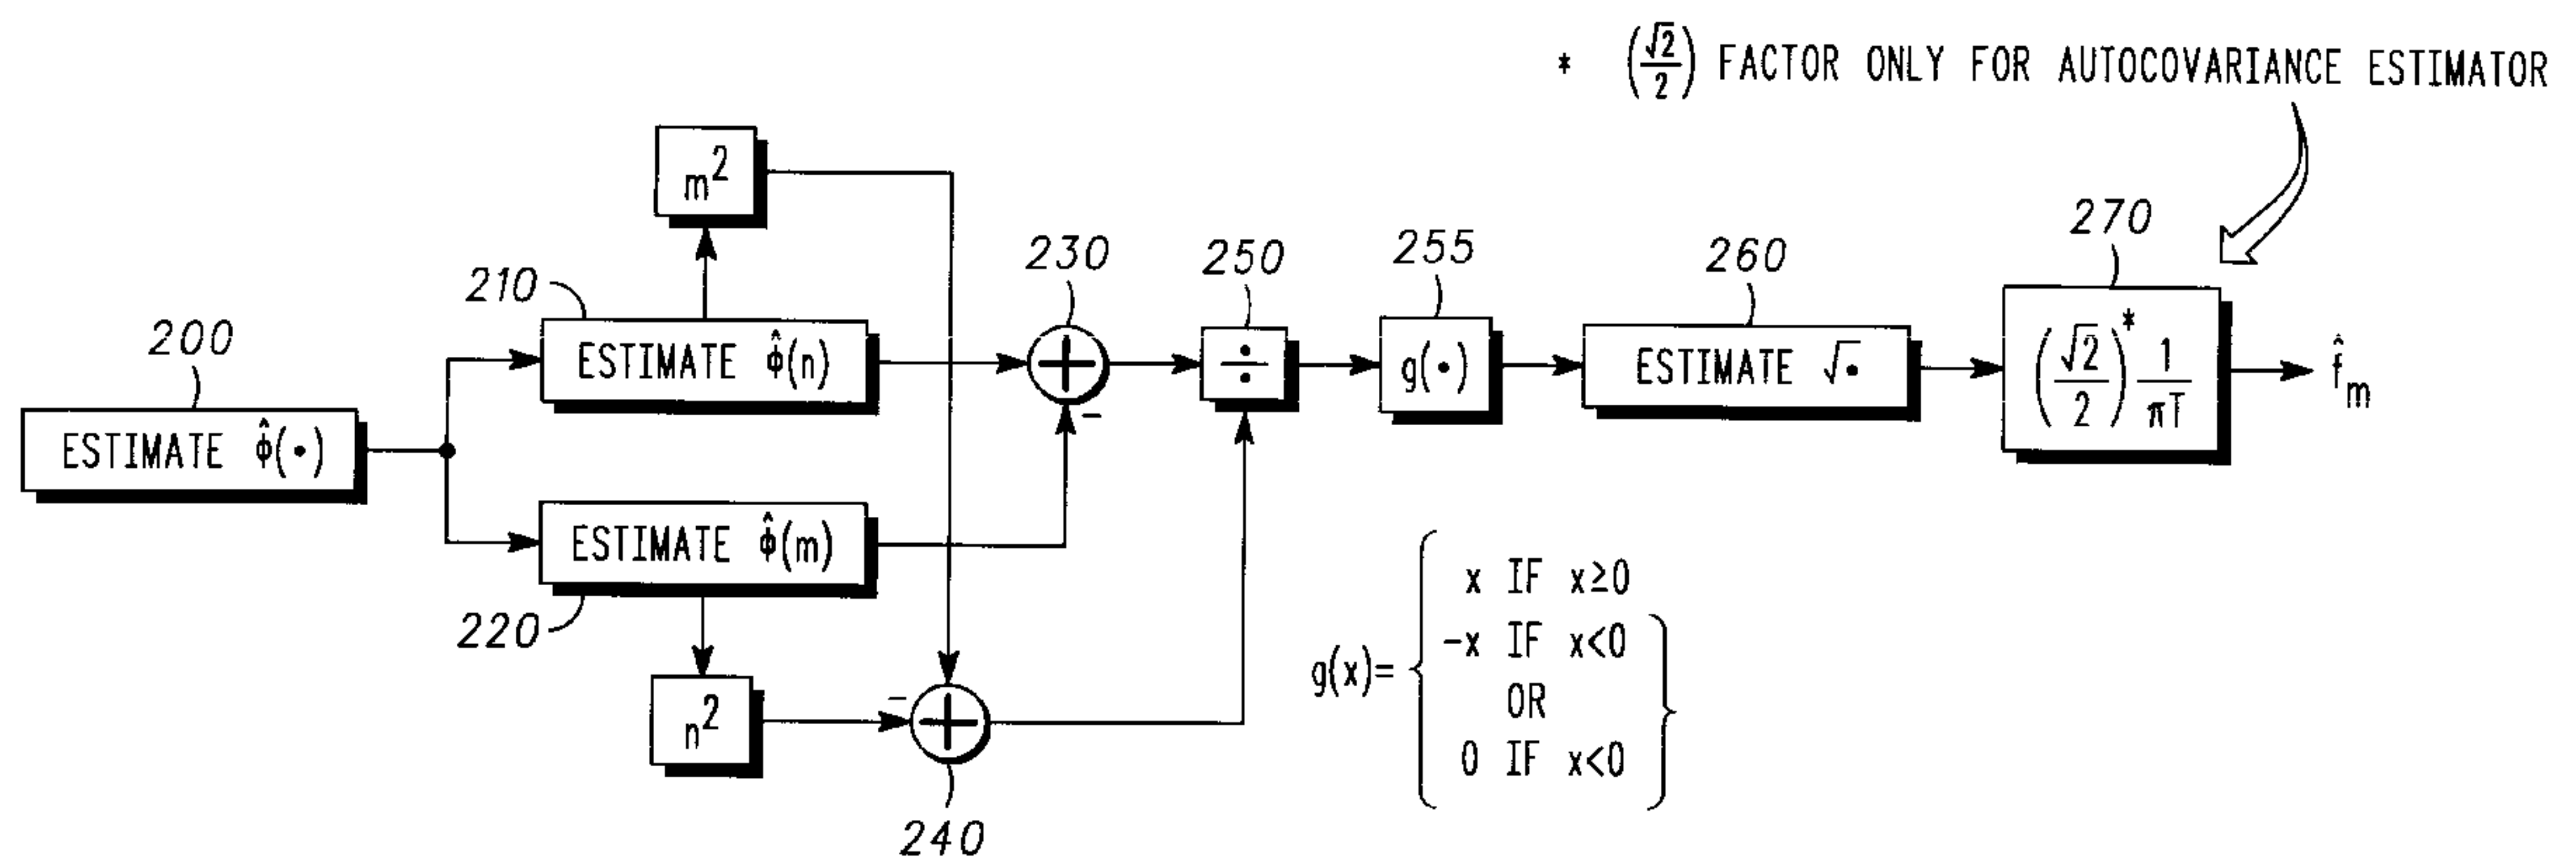 * (√2/2) FACTOR ONLY FOR AUTOCOVARIANCE ESTIMATOR
m²
210
230
250
255
260
270
200
ESTIMATE ϕ̂(n)
+
÷
g(•)
ESTIMATE √•
(√2/2)* 1/πT
f̂m
ESTIMATE ϕ̂(•)
-
ESTIMATE ϕ̂(m)
220
n²
-
+
240
g(x)= { x IF x≥0
-x IF x<0
OR
0 IF x<0 }